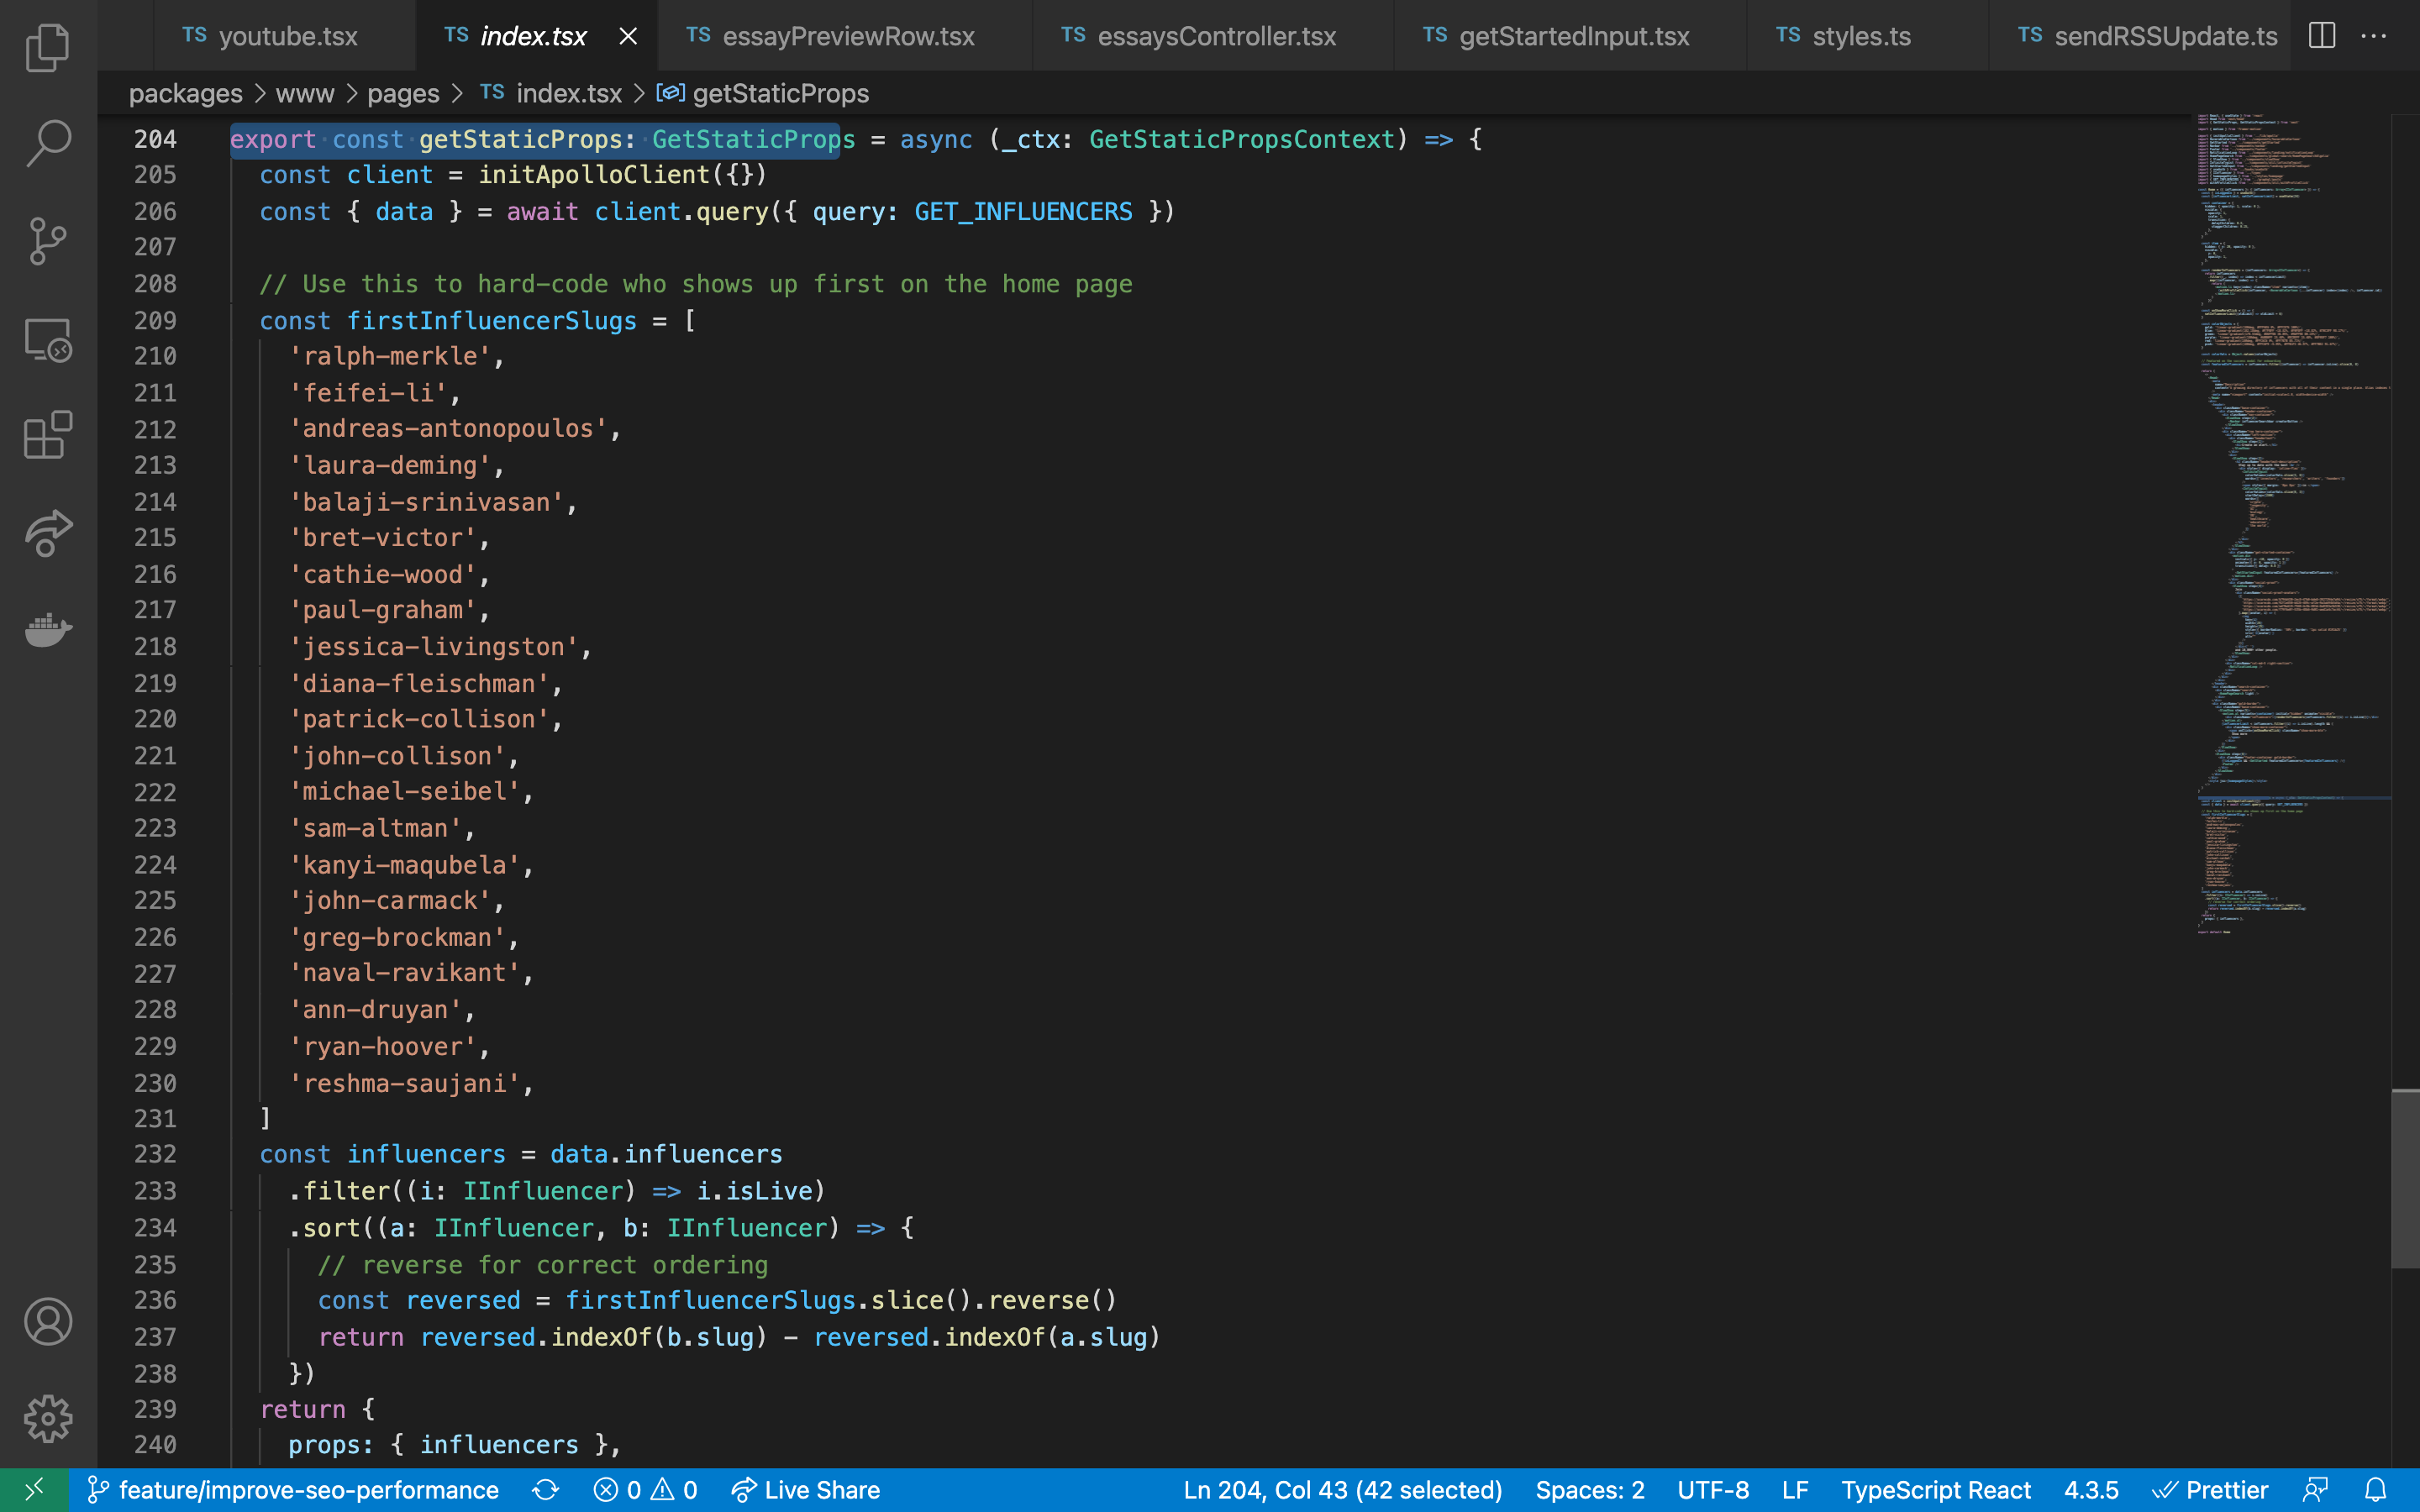 TS youtube.tsx TS index.tsx TS essayPreviewRow.tsx TS essaysController.tsx TS getStartedInput.tsx TS styles.ts TS sendRSSUpdate.ts
packages > www > pages > TS index.tsx > getStaticProps
204 export const getStaticProps: GetStaticProps = async (_ctx: GetStaticPropsContext) => {
205 const client = initApolloClient({})
206 const { data } = await client.query({ query: GET_INFLUENCERS })
207
208 // Use this to hard-code who shows up first on the home page
209 const firstInfluencerSlugs = [
210 'ralph-merkle',
211 'feifei-li',
212 'andreas-antonopoulos',
213 'laura-deming',
214 'balaji-srinivasan',
215 'bret-victor',
216 'cathie-wood',
217 'paul-graham',
218 'jessica-livingston',
219 'diana-fleischman',
220 'patrick-collison',
221 'john-collison',
222 'michael-seibel',
223 'sam-altman',
224 'kanyi-maqubela',
225 'john-carmack',
226 'greg-brockman',
227 'naval-ravikant',
228 'ann-druyan',
229 'ryan-hoover',
230 'reshma-saujani',
231 ]
232 const influencers = data.influencers
233 .filter((i: IInfluencer) => i.isLive)
234 .sort((a: IInfluencer, b: IInfluencer) => {
235 // reverse for correct ordering
236 const reversed = firstInfluencerSlugs.slice().reverse()
237 return reversed.indexOf(b.slug) - reversed.indexOf(a.slug)
238 })
239 return {
240 props: { influencers },
feature/improve-seo-performance 0 0 Live Share Ln 204, Col 43 (42 selected) Spaces: 2 UTF-8 LF TypeScript React 4.3.5 Prettier